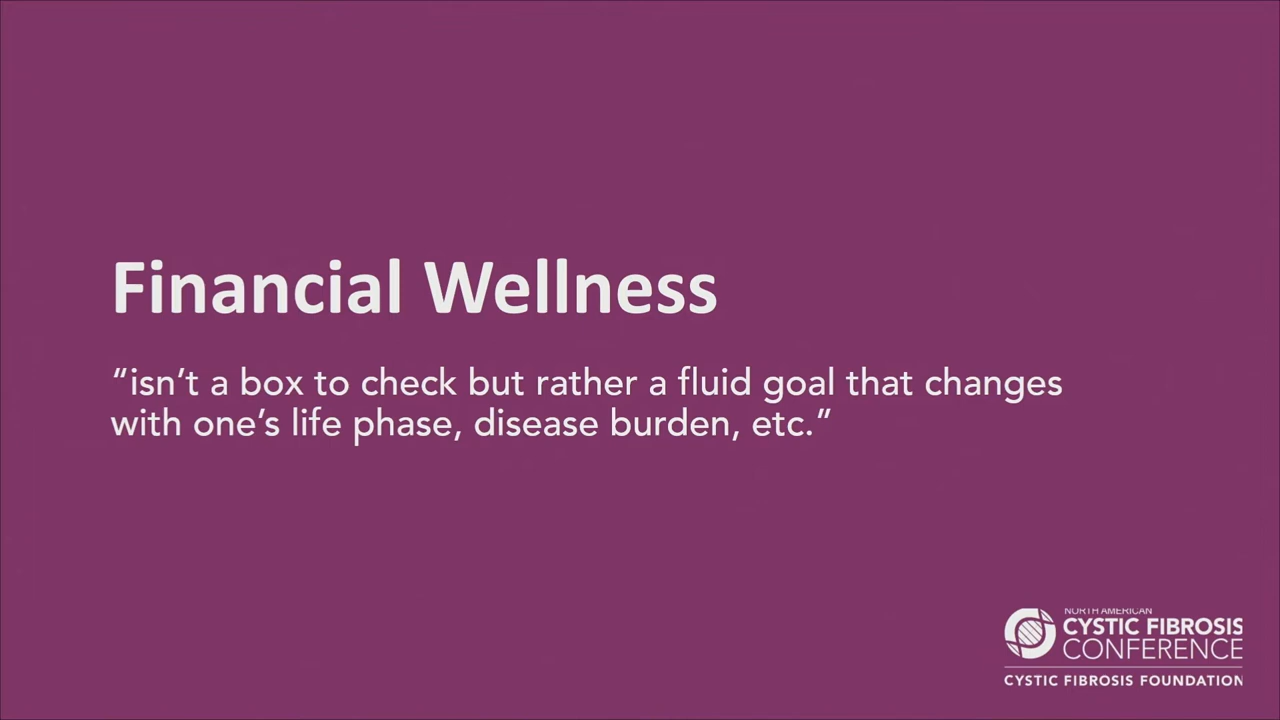 Financial Wellness
“isn’t a box to check but rather a fluid goal that changes
with one’s life phase, disease burden, etc.”
NORTH AMERICAN
CYSTIC FIBROSIS
CONFERENCE
CYSTIC FIBROSIS FOUNDATION